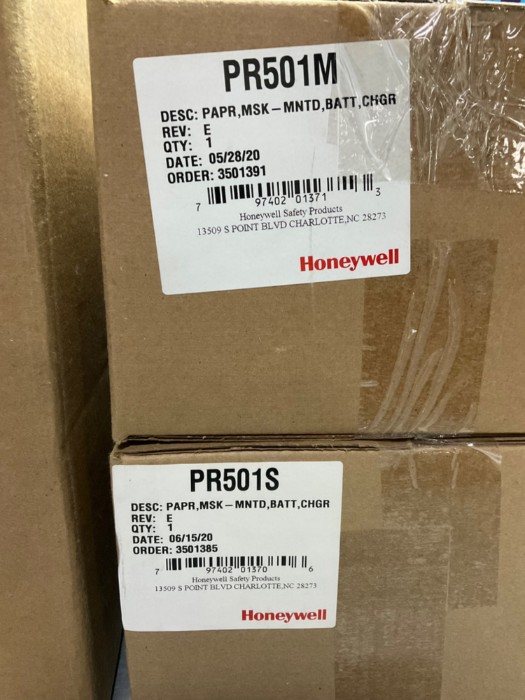 PR501M
DESC: PAPR,MSK-MNTD,BATT,CHGR
REV: E
QTY: 1
DATE: 05/28/20
ORDER: 3501391
7 97402 01371 3
Honeywell Safety Products
13509 S POINT BLVD CHARLOTTE,NC 28273
Honeywell
PR501S
DESC: PAPR,MSK-MNTD,BATT,CHGR
REV: E
QTY: 1
DATE: 06/15/20
ORDER: 3501385
7 97402 01370 6
Honeywell Safety Products
13509 S POINT BLVD CHARLOTTE,NC 28273
Honeywell